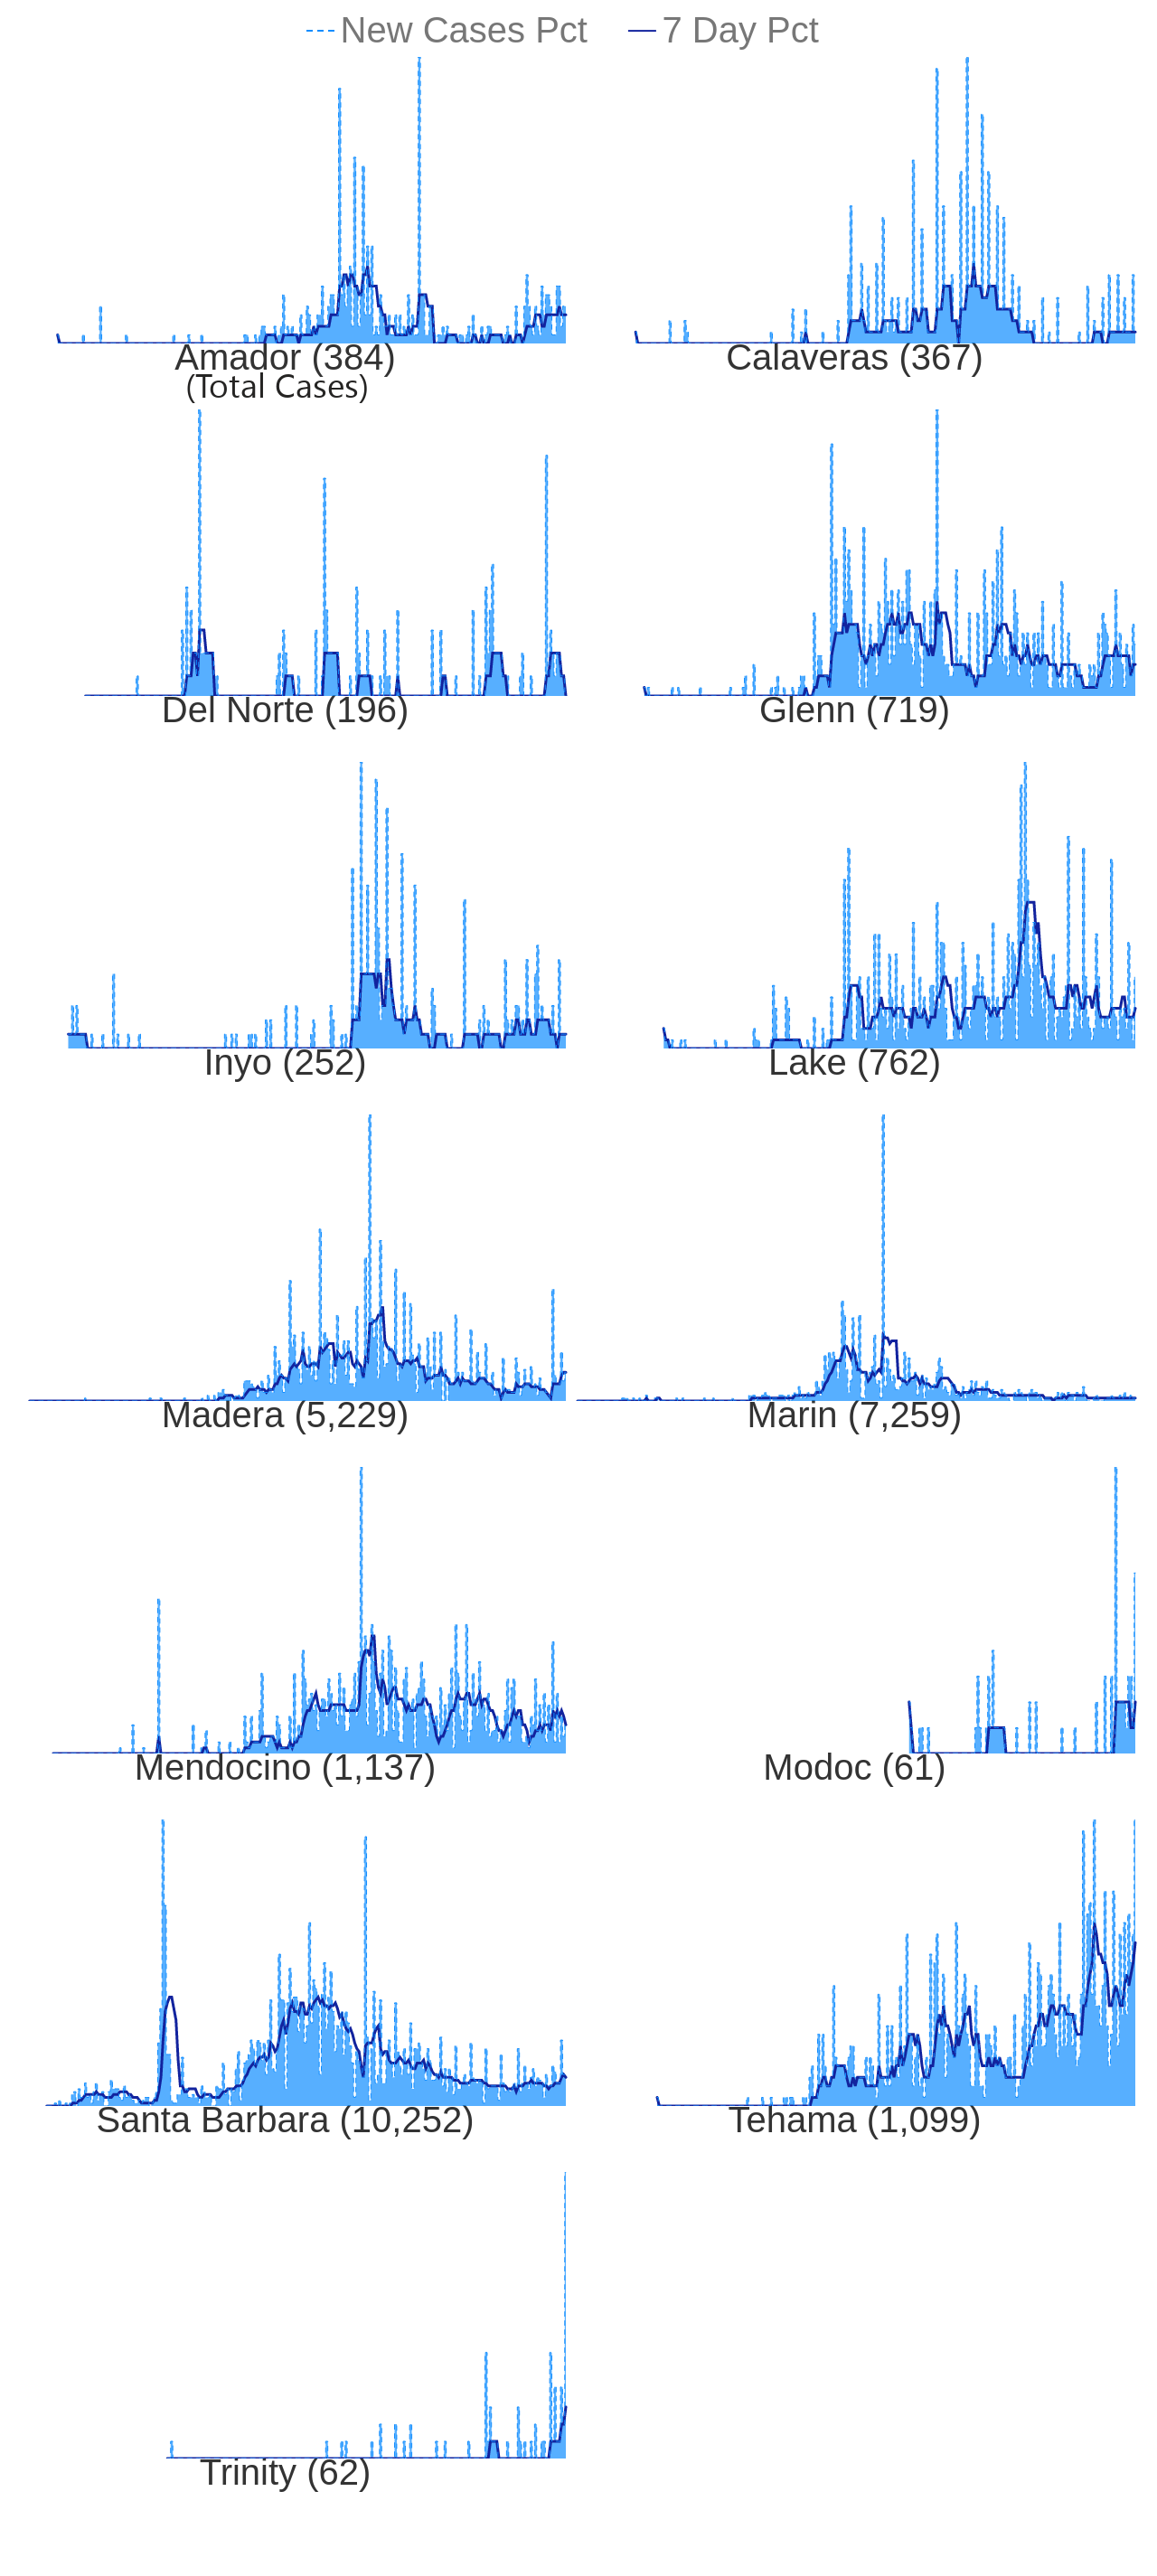 New Cases Pct 7 Day Pct
Amador (384) Calaveras (367)
(Total Cases)
Del Norte (196) Glenn (719)
Inyo (252) Lake (762)
Madera (5,229) Marin (7,259)
Mendocino (1,137) Modoc (61)
Santa Barbara (10,252) Tehama (1,099)
Trinity (62)